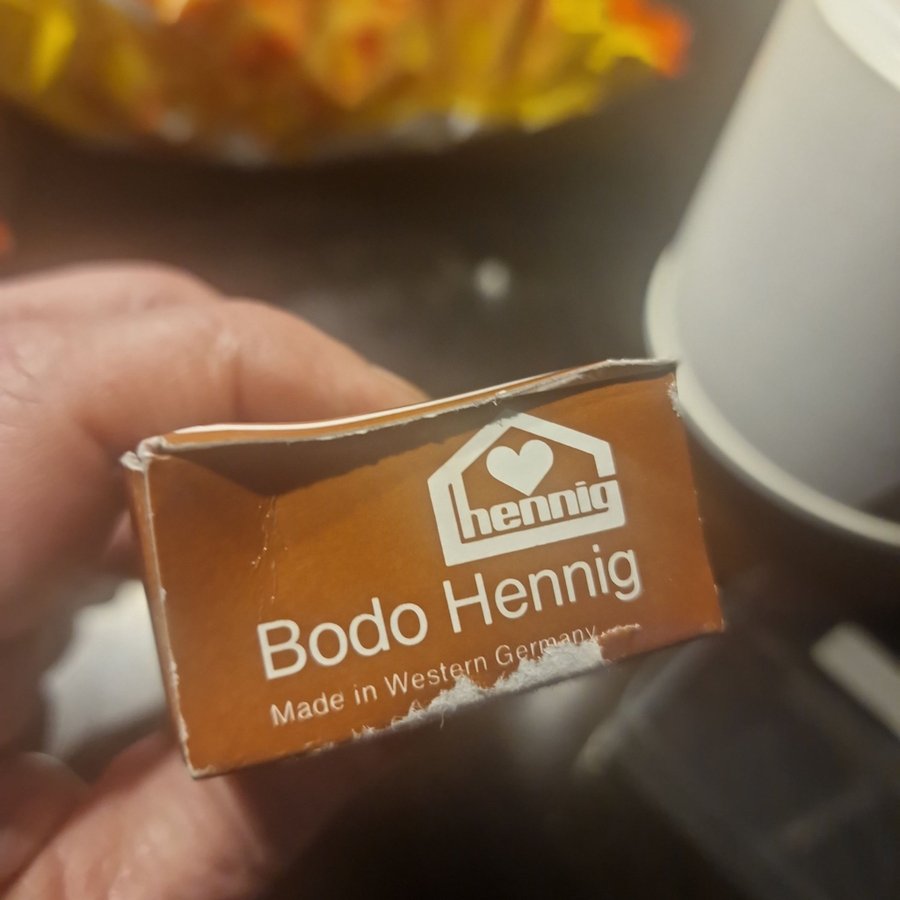 hennig
Bodo Hennig
Made in Western Germany